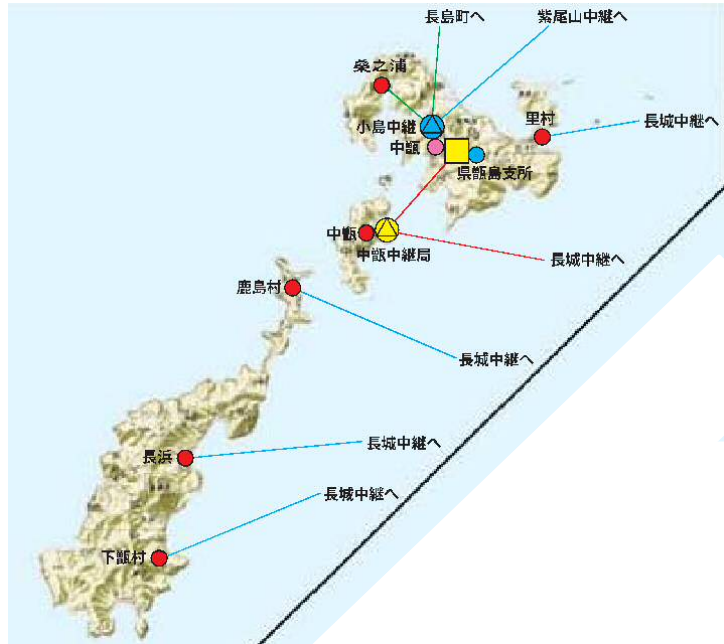 長島町へ
紫尾山中継へ
桑之浦
小島中継
中甑
里村
長城中継へ
県甑島支所
中甑
中甑中継局
長城中継へ
鹿島村
長城中継へ
長浜
長城中継へ
長城中継へ
下甑村